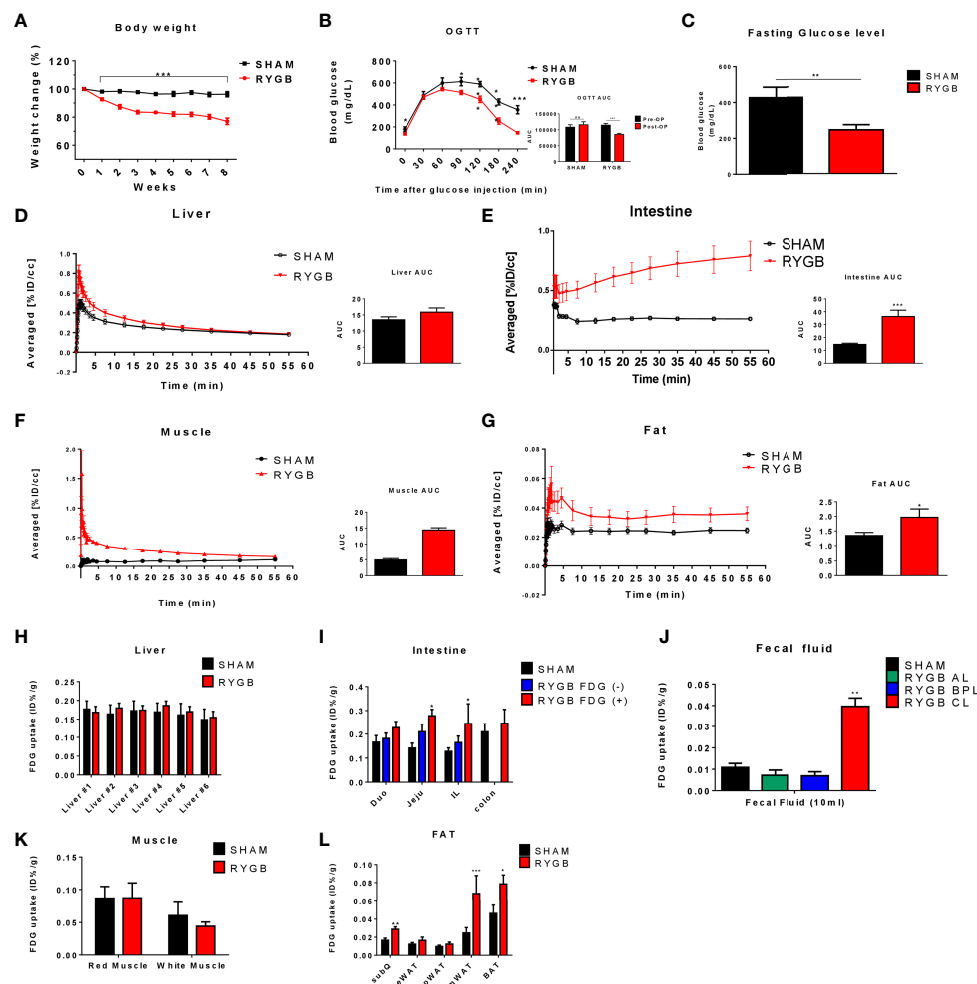 A
Body weight
SHAM
RYGB
***
Weight change (%)
120
100
80
60
0 1 2 3 4 5 6 7 8
Weeks
B
OGTT
SHAM
RYGB
Blood glucose
(mg/dL)
800
600
400
200
0
0 30 60 90 120 180 240
Time after glucose injection (min)
* * * * * * * ***
OGTT AUC
AUC
150000
100000
50000
0
Pre-OP
Post-OP
SHAM RYGB
C
Fasting Glucose level
**
SHAM
RYGB
Blood glucose
(mg/dL)
600
400
200
0
D
Liver
SHAM
RYGB
Averaged [%ID/cc]
1.0
0.8
0.6
0.4
0.2
0.0
-0.2
5 10 15 20 25 30 35 40 45 50 55 60
Time (min)
Liver AUC
AUC
20
15
10
5
0
E
Intestine
SHAM
RYGB
Averaged [%ID/cc]
1.0
0.5
0.0
5 10 15 20 25 30 35 40 45 50 55 60
Time (min)
Intestine AUC
***
AUC
50
40
30
20
10
0
F
Muscle
SHAM
RYGB
Averaged [%ID/cc]
2.0
1.5
1.0
0.5
0.0
5 10 15 20 25 30 35 40 45 50 55 60
Time (min)
Muscle AUC
AUC
20
15
10
5
0
G
Fat
SHAM
RYGB
Averaged [%ID/cc]
0.08
0.06
0.04
0.02
0.00
-0.02
5 10 15 20 25 30 35 40 45 50 55 60
Time (min)
Fat AUC
*
AUC
2.5
2.0
1.5
1.0
0.5
0.0
H
Liver
SHAM
RYGB
FDG uptake (ID%/g)
0.25
0.20
0.15
0.10
0.05
0.00
Liver #1 Liver #2 Liver #3 Liver #4 Liver #5 Liver #6
I
Intestine
SHAM
RYGB FDG (-)
RYGB FDG (+)
* *
FDG uptake (ID%/g)
0.4
0.3
0.2
0.1
0.0
Duo Jeju IL colon
J
Fecal fluid
SHAM
RYGB AL
RYGB BPL
RYGB CL
**
FDG uptake (ID%/g)
0.05
0.04
0.03
0.02
0.01
0.00
Fecal Fluid (10ml)
K
Muscle
SHAM
RYGB
FDG uptake (ID%/g)
0.15
0.10
0.05
0.00
Red Muscle White Muscle
L
FAT
SHAM
RYGB
** *** *
FDG uptake (ID%/g)
0.10
0.08
0.06
0.04
0.02
0.00
subQ eWAT oWAT nWAT BAT